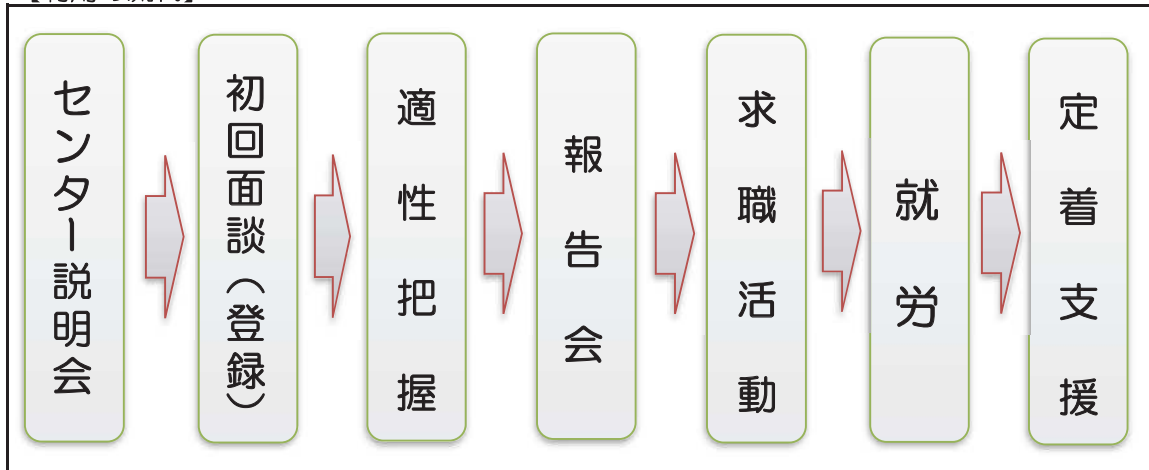 センター説明会
初回面談(登録)
適性把握
報告会
求職活動
就労
定着支援